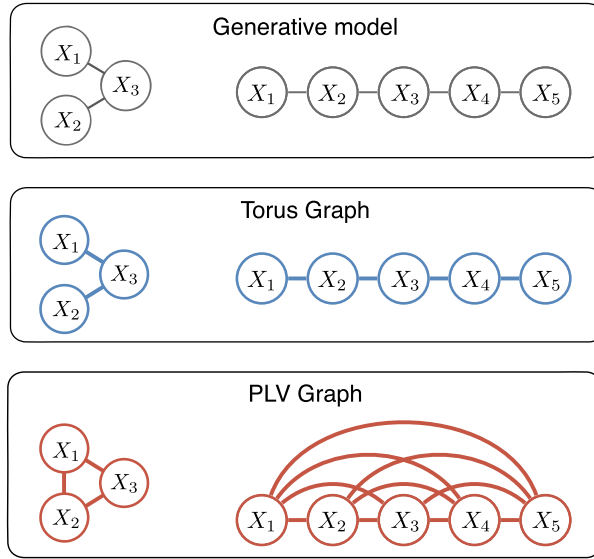 Generative model
X1
X2
X3
X1 X2 X3 X4 X5
Torus Graph
X1
X2
X3
X1 X2 X3 X4 X5
PLV Graph
X1
X2
X3
X1 X2 X3 X4 X5